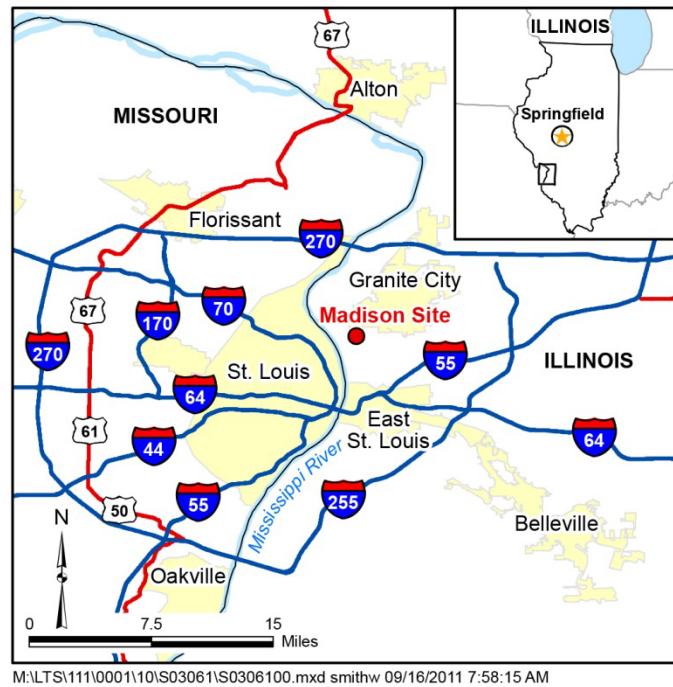 67
ILLINOIS
Alton
MISSOURI
Springfield
Florissant
270
Granite City
Madison Site
67
170
70
270
55
ILLINOIS
St. Louis
64
East
St. Louis
61
44
64
Mississippi River
55
255
50
Belleville
N
Oakville
0 7.5 15
Miles
M:\LTS\111\0001\10\S03061\S0306100.mxd smithw 09/16/2011 7:58:15 AM